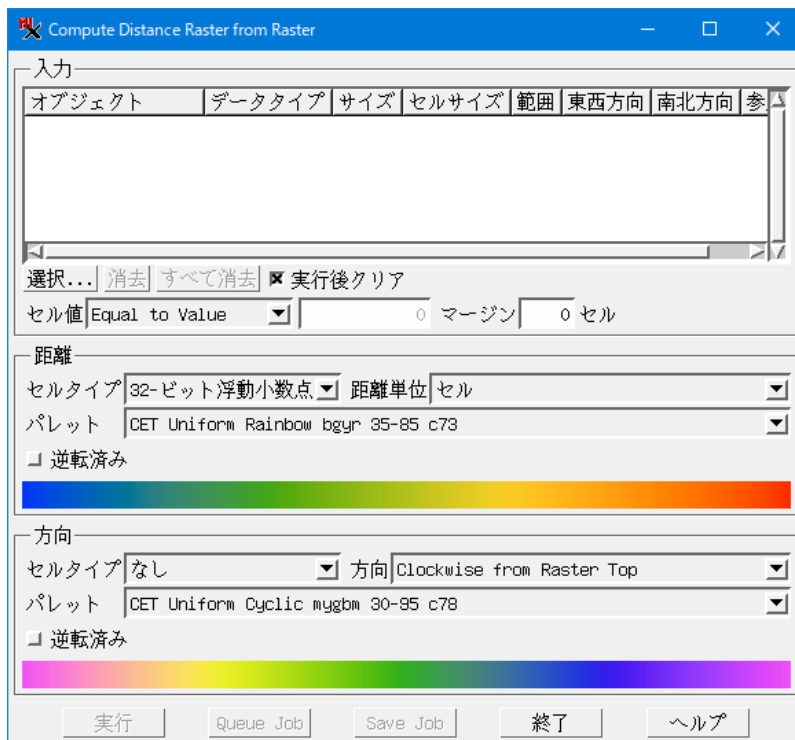 Compute Distance Raster from Raster
入力
オブジェクト データタイプ サイズ セルサイズ 範囲 東西方向 南北方向 参
選択... 消去 すべて消去 実行後クリア
セル値 Equal to Value 0 マージン 0 セル
距離
セルタイプ 32-ビット浮動小数点 距離単位 セル
パレット CET Uniform Rainbow bgyr 35-85 c73
逆転済み
方向
セルタイプ なし 方向 Clockwise from Raster Top
パレット CET Uniform Cyclic mygbm 30-95 c78
逆転済み
実行 Queue Job Save Job 終了 ヘルプ